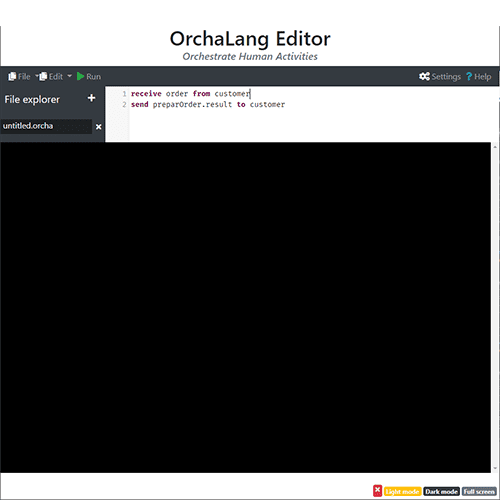 OrchaLang Editor
Orchestrate Human Activities
File Edit Run Settings ? Help
File explorer +
untitled.orcha ×
1 receive order from customer
2 send preparOrder.result to customer
× Light mode Dark mode Full screen